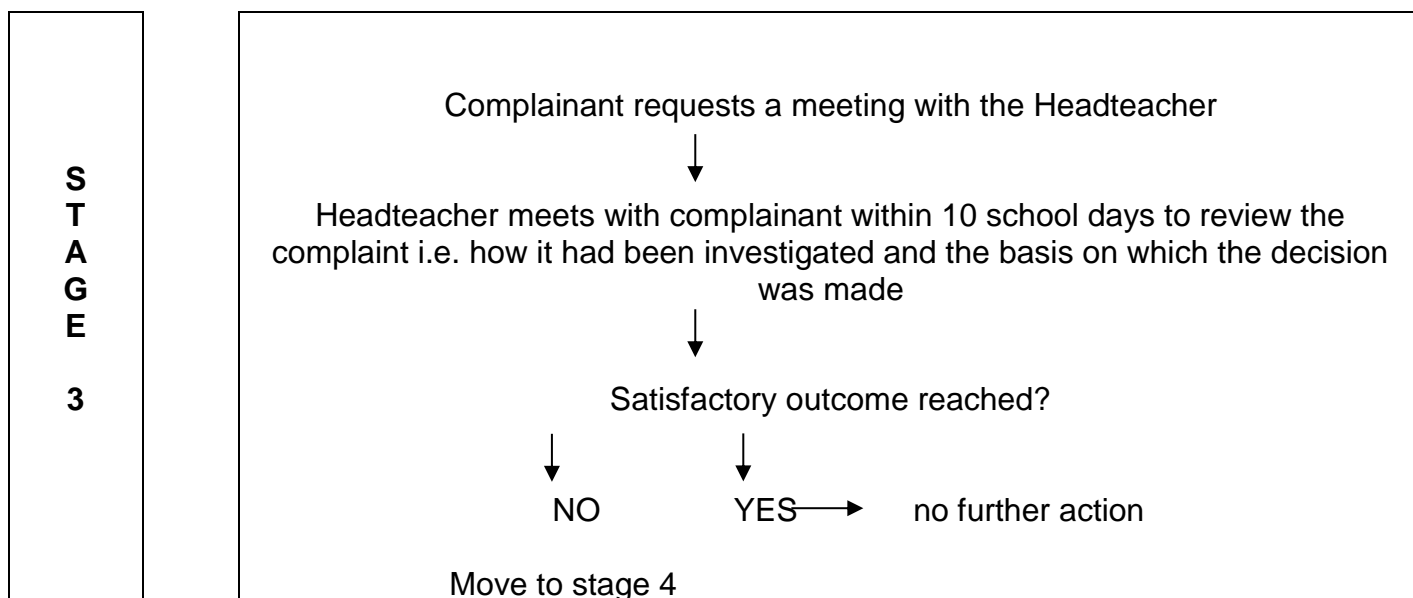 S
T
A
G
E
3
Complainant requests a meeting with the Headteacher
Headteacher meets with complainant within 10 school days to review the
complaint i.e. how it had been investigated and the basis on which the decision
was made
Satisfactory outcome reached?
NO YES no further action
Move to stage 4